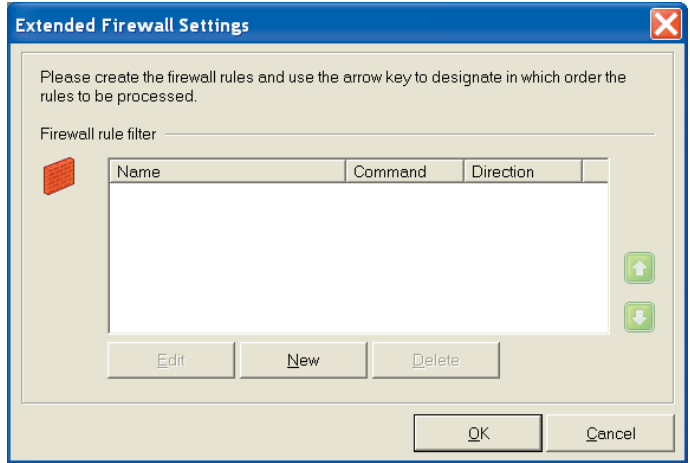 Extended Firewall Settings
Please create the firewall rules and use the arrow key to designate in which order the
rules to be processed.
Firewall rule filter
Name Command Direction
Edit New Delete
OK Cancel